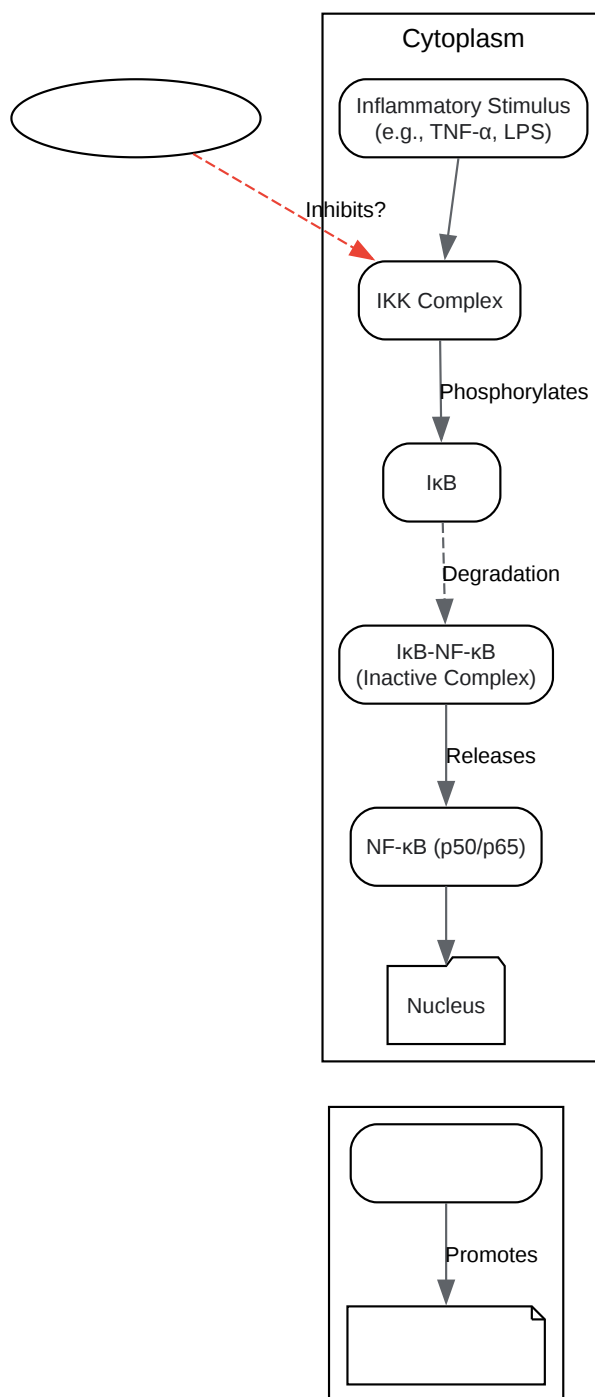 Cytoplasm
Inflammatory Stimulus
(e.g., TNF-α, LPS)
Inhibits?
IKK Complex
Phosphorylates
IκB
Degradation
IκB-NF-κB
(Inactive Complex)
Releases
NF-κB (p50/p65)
Nucleus
Promotes